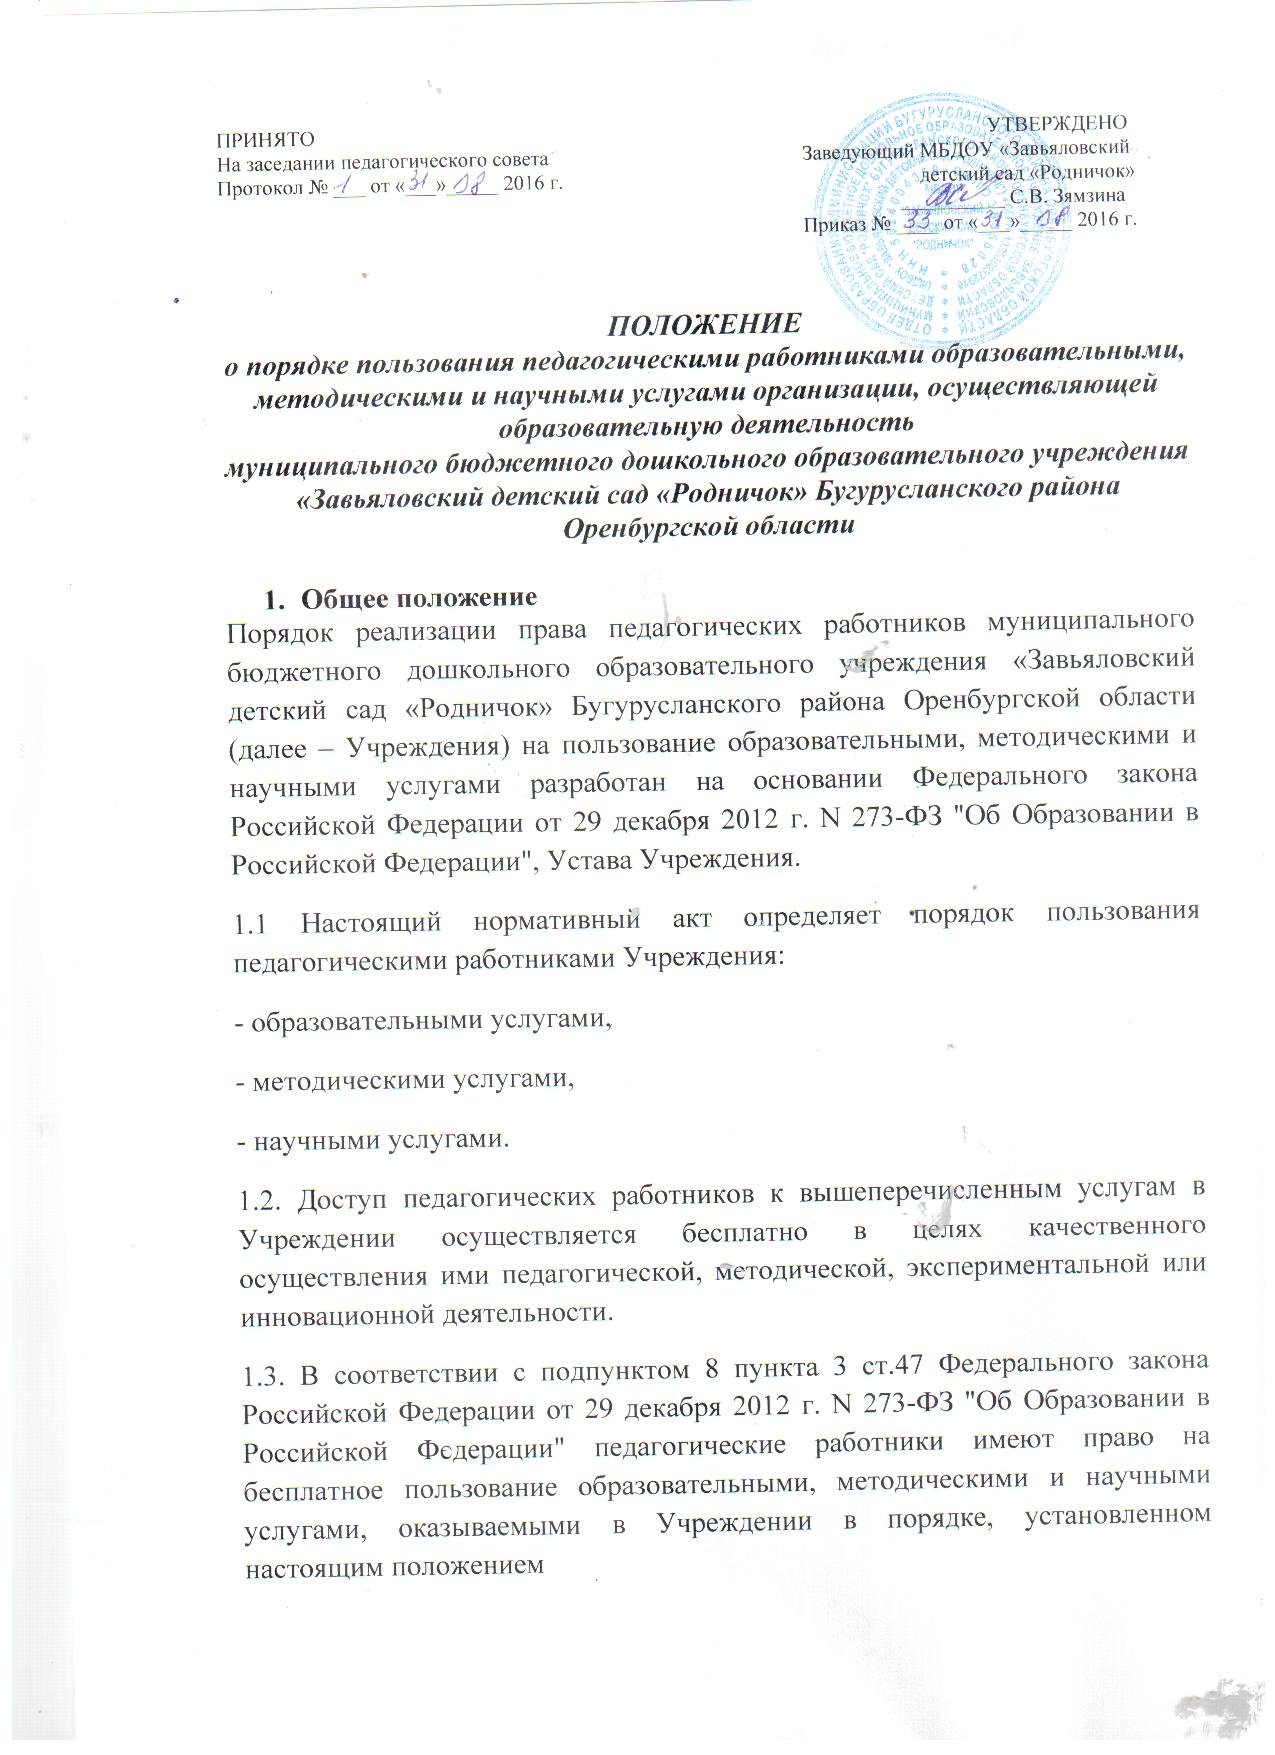 ПРИНЯТО
На заседании педагогического совета
Протокол № 1 от «31» 08 2016 г.
УТВЕРЖДЕНО
Заведующий МБДОУ «Завьяловский
детский сад «Родничок»
С.В. Зямзина
Приказ № 33 от «31» 08 2016 г.
"РОДНИЧОК"
ПОЛОЖЕНИЕ
о порядке пользования педагогическими работниками образовательными,
методическими и научными услугами организации, осуществляющей
образовательную деятельность
муниципального бюджетного дошкольного образовательного учреждения
«Завьяловский детский сад «Родничок» Бугурусланского района
Оренбургской области
1. Общее положение
Порядок реализации права педагогических работников муниципального
бюджетного дошкольного образовательного учреждения «Завьяловский
детский сад «Родничок» Бугурусланского района Оренбургской области
(далее – Учреждения) на пользование образовательными, методическими и
научными услугами разработан на основании Федерального закона
Российской Федерации от 29 декабря 2012 г. N 273-ФЗ "Об Образовании в
Российской Федерации", Устава Учреждения.
1.1 Настоящий нормативный акт определяет порядок пользования
педагогическими работниками Учреждения:
- образовательными услугами,
- методическими услугами,
- научными услугами.
1.2. Доступ педагогических работников к вышеперечисленным услугам в
Учреждении осуществляется бесплатно в целях качественного
осуществления ими педагогической, методической, экспериментальной или
инновационной деятельности.
1.3. В соответствии с подпунктом 8 пункта 3 ст.47 Федерального закона
Российской Федерации от 29 декабря 2012 г. N 273-ФЗ "Об Образовании в
Российской Федерации" педагогические работники имеют право на
бесплатное пользование образовательными, методическими и научными
услугами, оказываемыми в Учреждении в порядке, установленном
настоящим положением